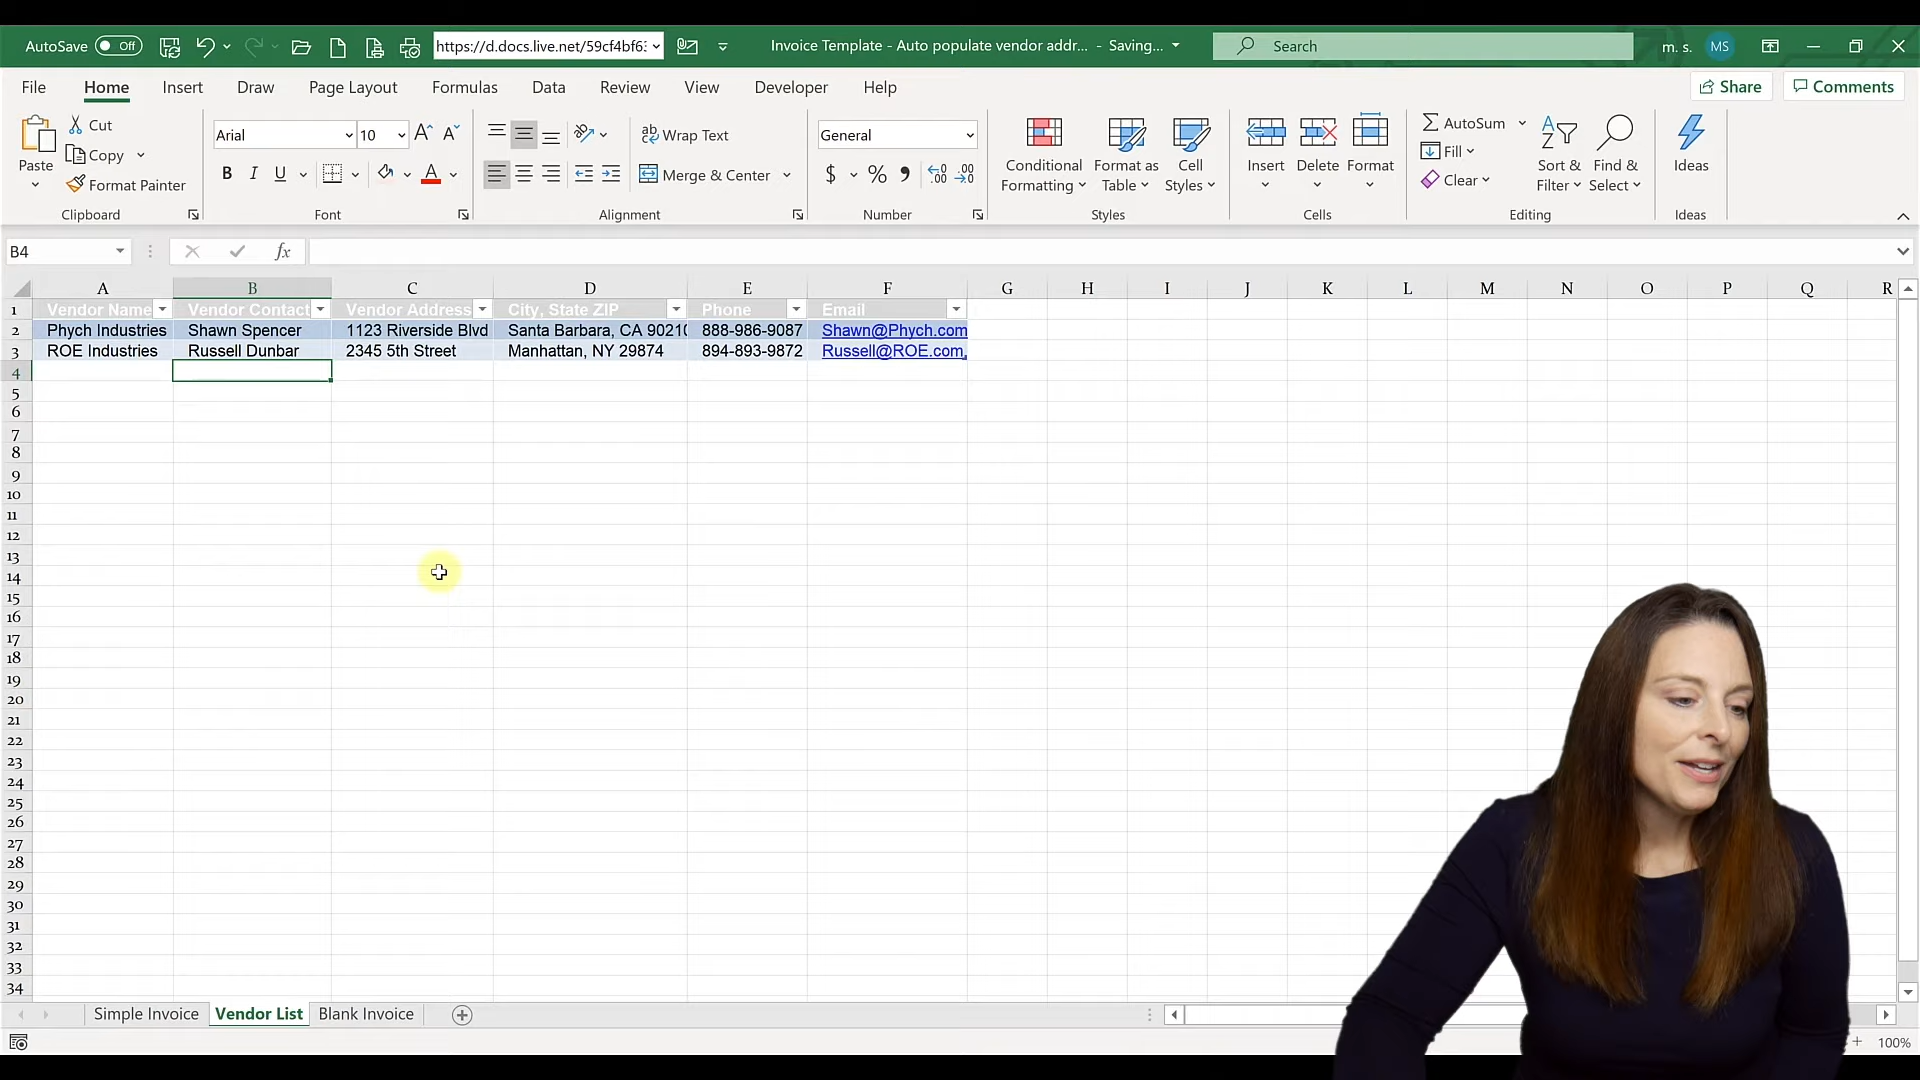 AutoSave Off https://d.docs.live.net/59cf4bf6 Invoice Template - Auto populate vendor addr... - Saving... Search m. s. MS
File Home Insert Draw Page Layout Formulas Data Review View Developer Help Share Comments
Cut
Copy
Format Painter
Paste
Clipboard
Arial 10
B I U
Font
ab Wrap Text
Merge & Center
Alignment
General
$ % 9 .00 .00
Number
Conditional Formatting
Format as Table
Cell Styles
Styles
Insert Delete Format
Cells
AutoSum
Fill
Clear
Sort & Filter
Find & Select
Editing
Ideas
Ideas
B4 fx
A B C D E F G H I J K L M N O P Q R
1 Vendor Name Vendor Contact Vendor Address City, State ZIP Phone Email
2 Phych Industries Shawn Spencer 1123 Riverside Blvd Santa Barbara, CA 90210 888-986-9087 Shawn@Phych.com
3 ROE Industries Russell Dunbar 2345 5th Street Manhattan, NY 29874 894-893-9872 Russell@ROE.com
4
5
6
7
8
9
10
11
12
13
14
15
16
17
18
19
20
21
22
23
24
25
26
27
28
29
30
31
32
33
34
Simple Invoice Vendor List Blank Invoice
100%